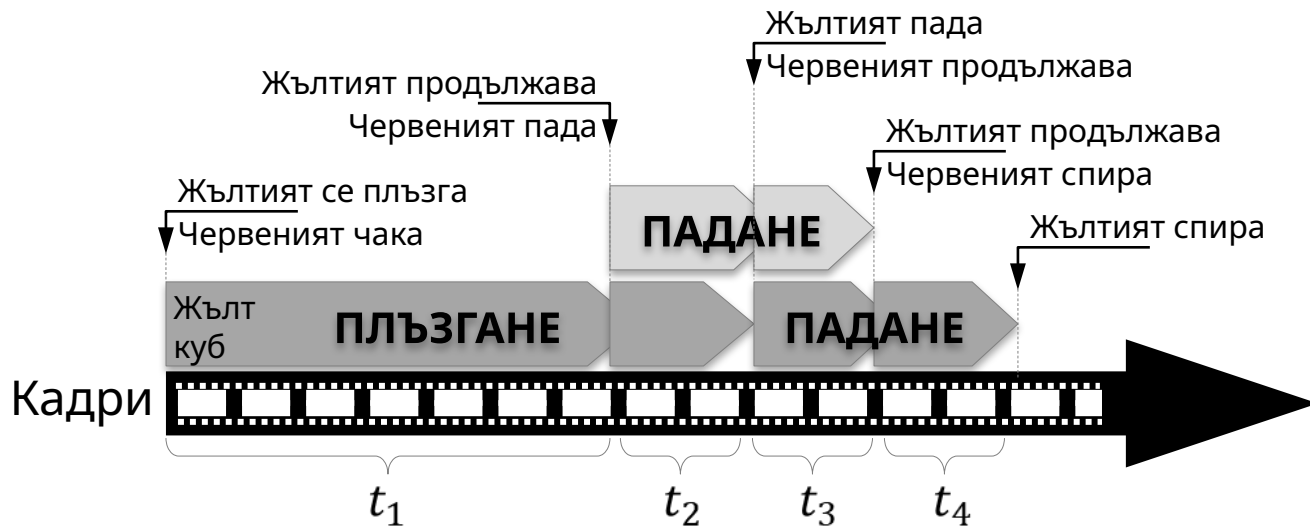 Жълтият пада
Червеният продължава
Жълтият продължава
Червеният пада
Жълтият продължава
Червеният спира
Жълтият се плъзга
Червеният чака
Жълтият спира
ПАДАНЕ
Жълт
куб
ПЛЪЗГАНЕ
ПАДАНЕ
Кадри
t₁
t₂
t₃
t₄